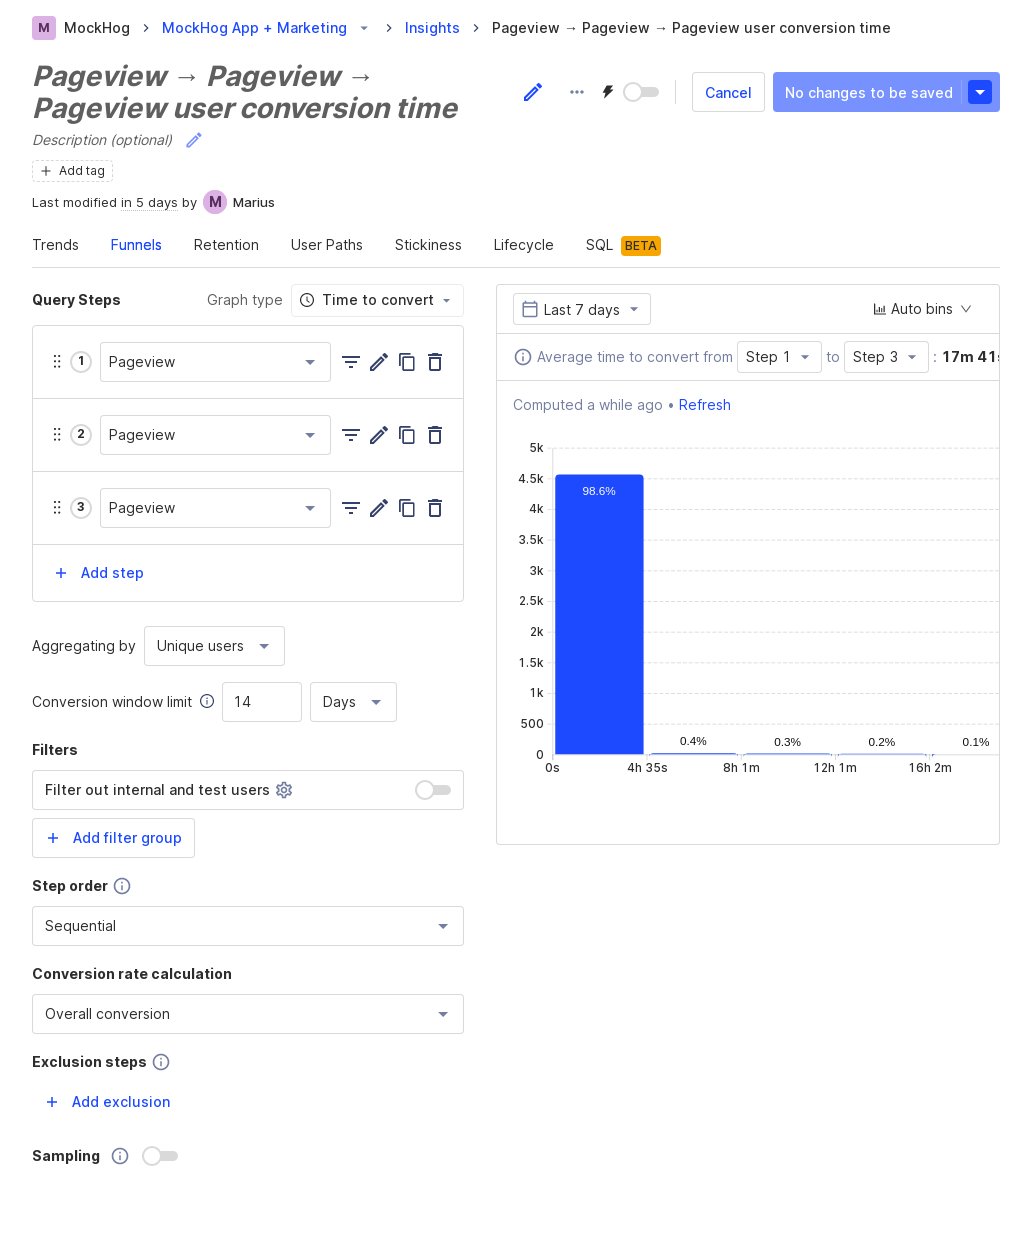 M MockHog MockHog App + Marketing Insights Pageview → Pageview → Pageview user conversion time
Pageview → Pageview →
Pageview user conversion time
Cancel
No changes to be saved
Description (optional)
Add tag
Last modified in 5 days by M Marius
Trends Funnels Retention User Paths Stickiness Lifecycle SQL BETA
Query Steps Graph type Time to convert
1 Pageview
2 Pageview
3 Pageview
Add step
Aggregating by Unique users
Conversion window limit 14 Days
Filters
Filter out internal and test users
Add filter group
Step order
Sequential
Conversion rate calculation
Overall conversion
Exclusion steps
Add exclusion
Sampling
Last 7 days Auto bins
Average time to convert from Step 1 to Step 3 : 17m 41s
Computed a while ago • Refresh
5k
4.5k
98.6%
4k
3.5k
3k
2.5k
2k
1.5k
1k
500
0.4% 0.3% 0.2% 0.1%
0
0s 4h 35s 8h 1m 12h 1m 16h 2m